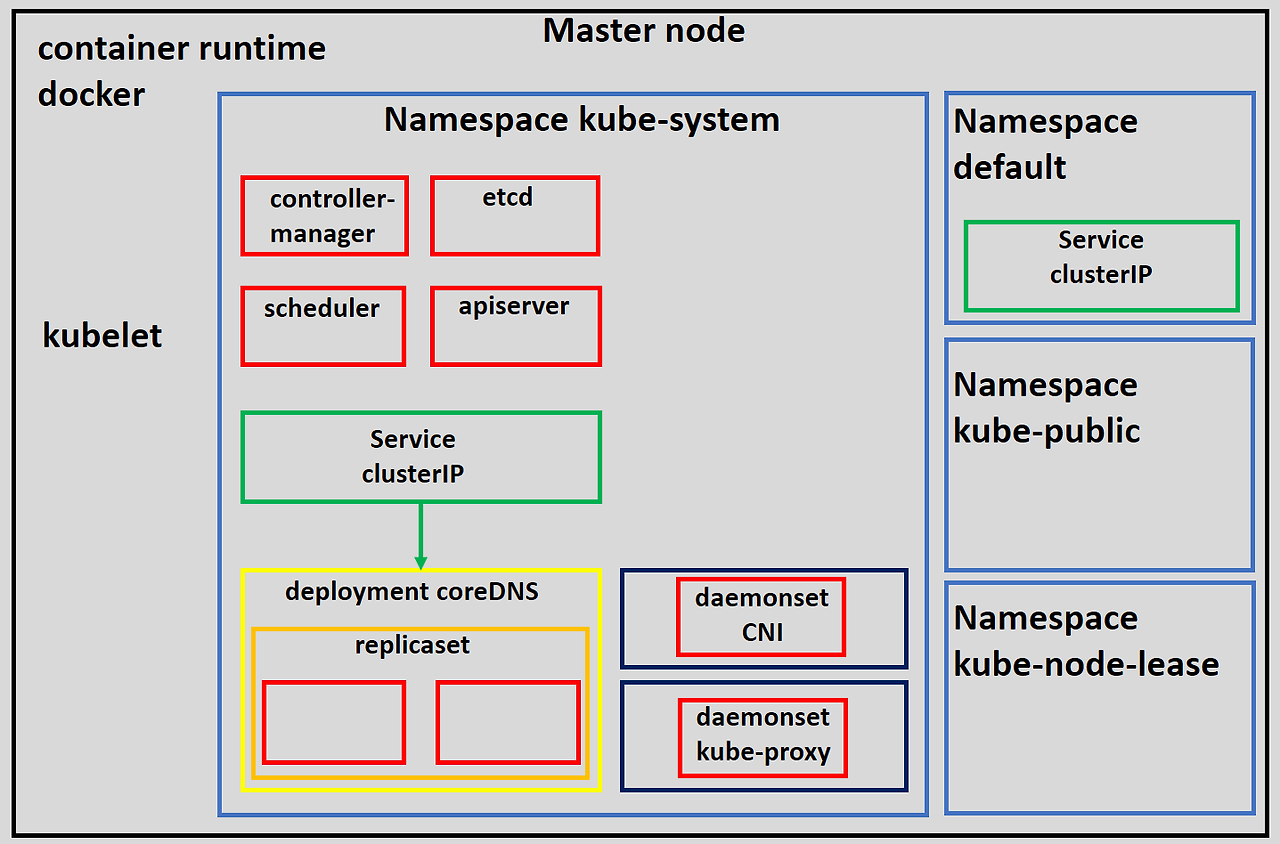 Master node
container runtime
docker
kubelet
Namespace kube-system
controller-
manager
etcd
scheduler
apiserver
Service
clusterIP
deployment coreDNS
replicaset
daemonset
CNI
daemonset
kube-proxy
Namespace
default
Service
clusterIP
Namespace
kube-public
Namespace
kube-node-lease